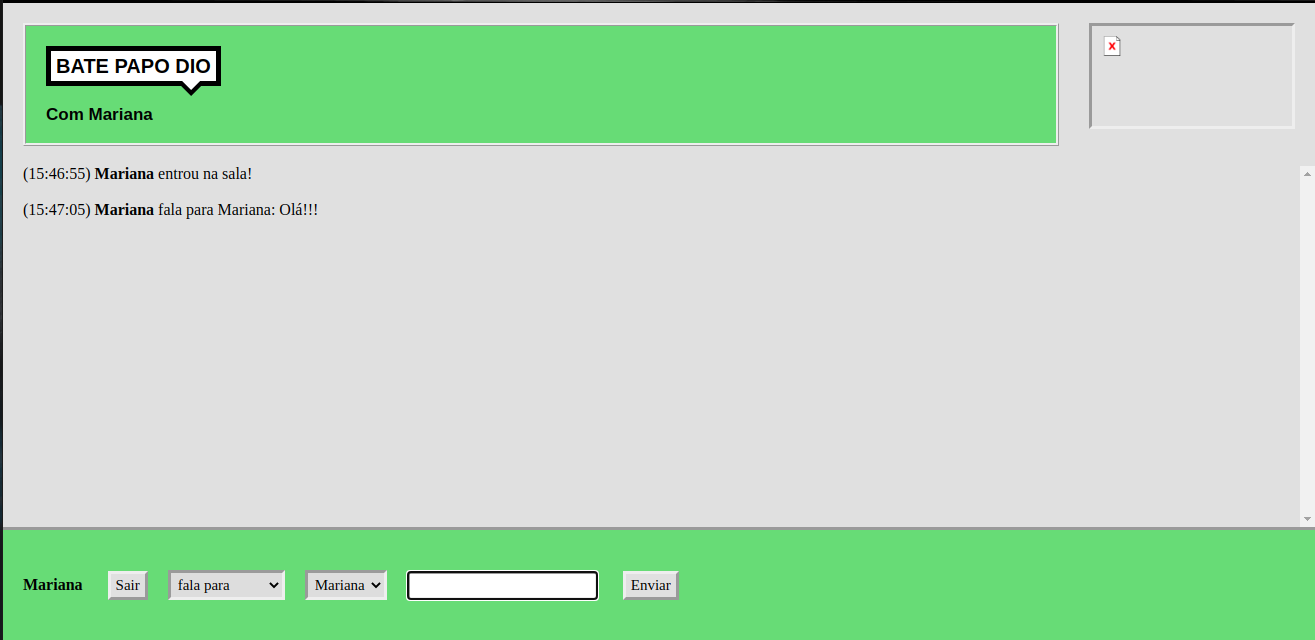 BATE PAPO DIO
Com Mariana
(15:46:55) Mariana entrou na sala!
(15:47:05) Mariana fala para Mariana: Olá!!!
Mariana Sair fala para Mariana Enviar